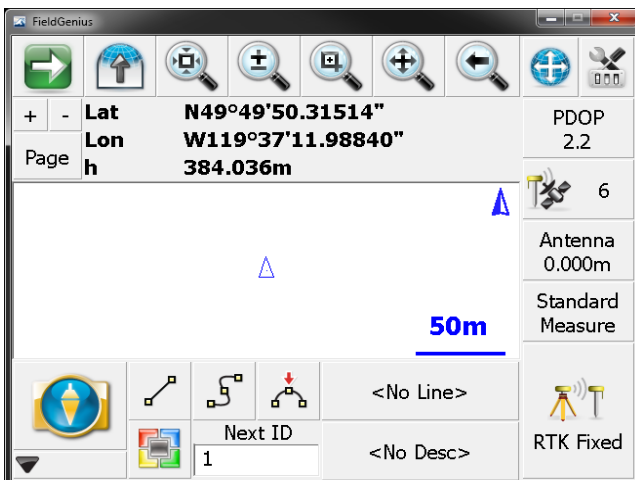 FieldGenius
+ - Lat N49°49'50.31514"
Lon W119°37'11.98840"
Page
h 384.036m
PDOP
2.2
6
Antenna
0.000m
Standard
Measure
50m
<No Line>
Next ID
1
<No Desc>
RTK Fixed